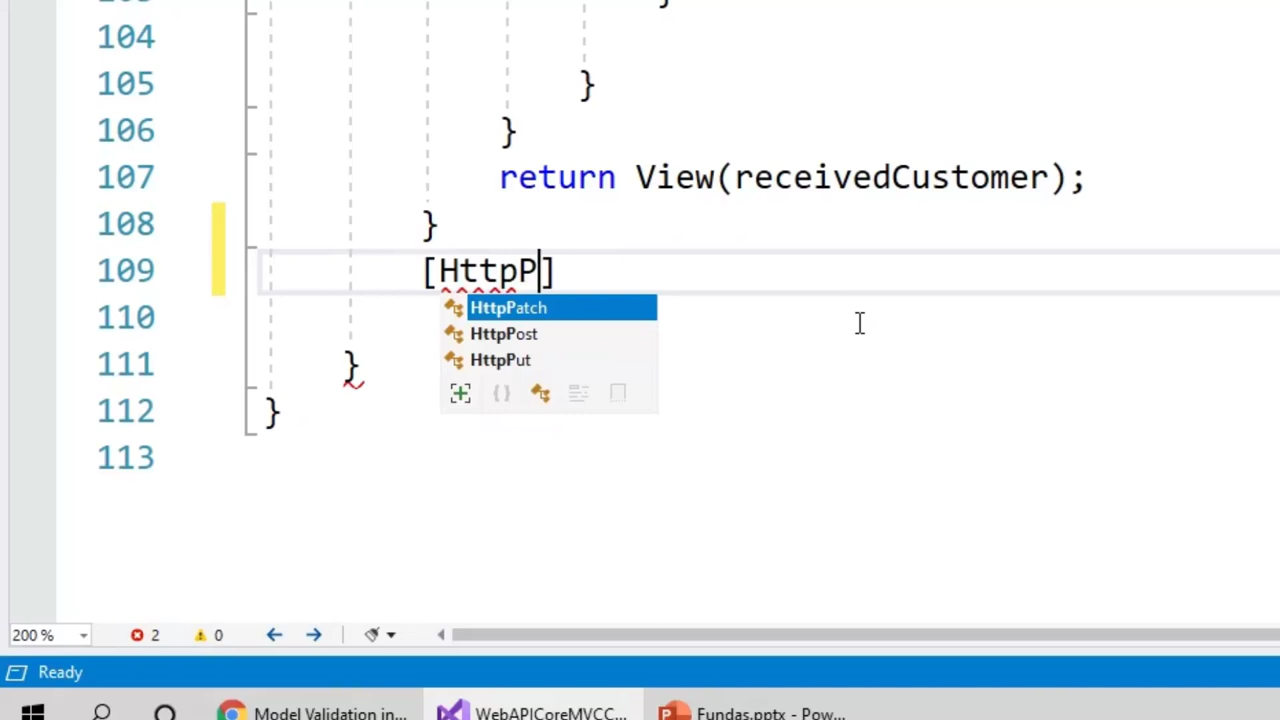 104
105 }
106 }
107 return View(receivedCustomer);
108 }
109 [HttpP]
HttpPatch
110 HttpPost
HttpPut
111 }
112 }
113
200 % 2 0
Ready
Model Validation in... WebAPICoreMVCC... Fundas.pptx - Pow...